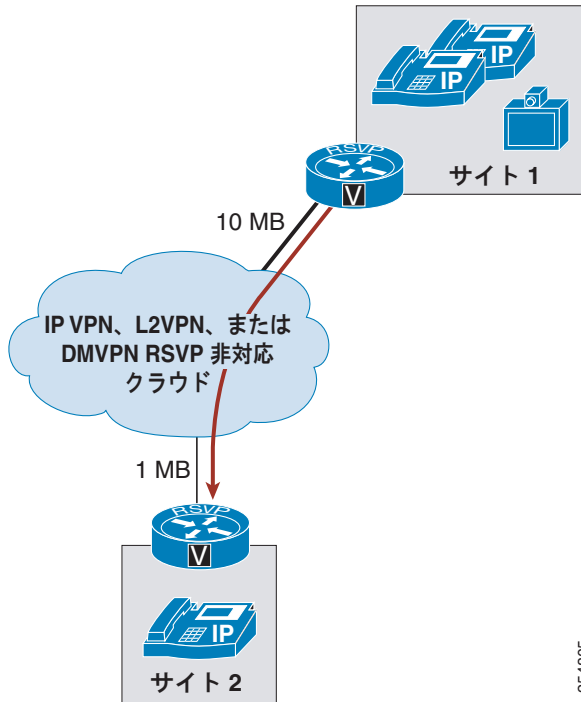 IP
IP
サイト 1
RSVP
V
10 MB
IP VPN、L2VPN、または
DMVPN RSVP 非対応
クラウド
1 MB
RSVP
V
IP
サイト 2